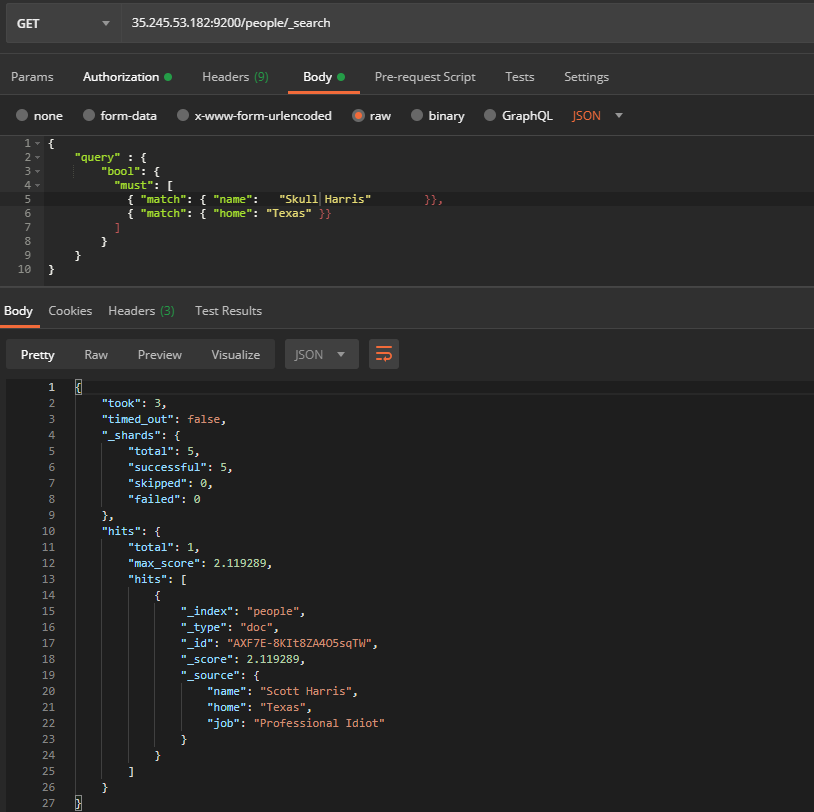 GET 35.245.53.182:9200/people/_search
Params Authorization Headers (9) Body Pre-request Script Tests Settings
none form-data x-www-form-urlencoded raw binary GraphQL JSON
1 {
2 "query" : {
3 "bool": {
4 "must": [
5 { "match": { "name": "Skull Harris" }},
6 { "match": { "home": "Texas" }}
7 ]
8 }
9 }
10 }
Body Cookies Headers (3) Test Results
Pretty Raw Preview Visualize JSON
1 {
2 "took": 3,
3 "timed_out": false,
4 "_shards": {
5 "total": 5,
6 "successful": 5,
7 "skipped": 0,
8 "failed": 0
9 },
10 "hits": {
11 "total": 1,
12 "max_score": 2.119289,
13 "hits": [
14 {
15 "_index": "people",
16 "_type": "doc",
17 "_id": "AXF7E-8KIt8ZA4O5sqTW",
18 "_score": 2.119289,
19 "_source": {
20 "name": "Scott Harris",
21 "home": "Texas",
22 "job": "Professional Idiot"
23 }
24 }
25 ]
26 }
27 }